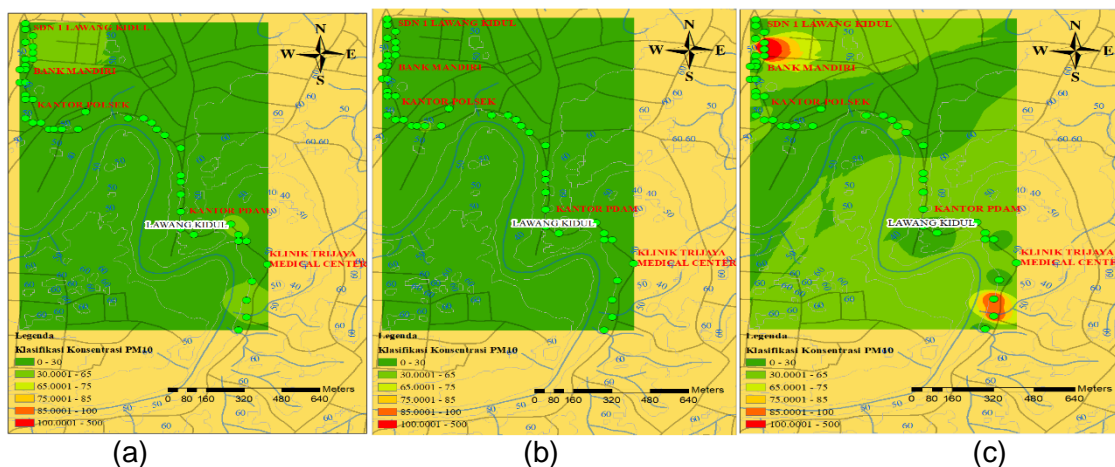 N
W E
S
SDN 1 LAWANG KIDUL
BANK MANDIRI
KANTOR POLSEK
KANTOR PDAM
LAWANG KIDUL
KLINIK TRIJAYA
MEDICAL CENTER
Legenda
Klasifikasi Konsentrasi PM10
0 - 30
30.0001 - 65
65.0001 - 75
75.0001 - 85
85.0001 - 100
100.0001 - 500
Meters
0 80 160 320 480 640
(a)
N
W E
S
SDN 1 LAWANG KIDUL
BANK MANDIRI
KANTOR POLSEK
KANTOR PDAM
LAWANG KIDUL
KLINIK TRIJAYA
MEDICAL CENTER
Legenda
Klasifikasi Konsentrasi PM10
0 - 30
30.0001 - 65
65.0001 - 75
75.0001 - 85
85.0001 - 100
100.0001 - 500
Meters
0 80 160 320 480 640
(b)
N
W E
S
SDN 1 LAWANG KIDUL
BANK MANDIRI
KANTOR POLSEK
KANTOR PDAM
LAWANG KIDUL
KLINIK TRIJAYA
MEDICAL CENTER
Legenda
Klasifikasi Konsentrasi PM10
0 - 30
30.0001 - 65
65.0001 - 75
75.0001 - 85
85.0001 - 100
100.0001 - 500
Meters
0 80 160 320 480 640
(c)